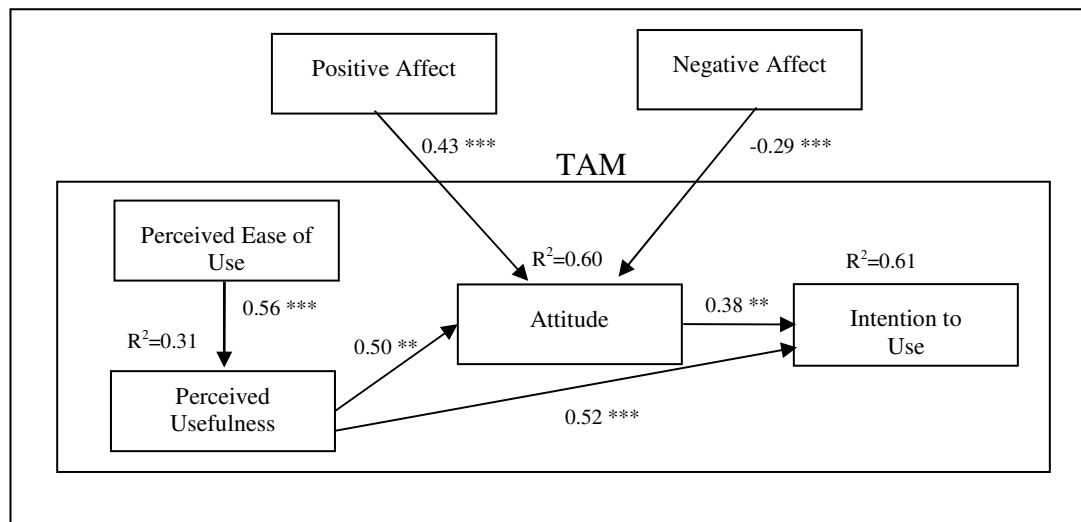 Positive Affect
Negative Affect
0.43 ***
-0.29 ***
TAM
Perceived Ease of
Use
R²=0.60
R²=0.61
0.56 ***
Attitude
0.38 **
Intention to
Use
R²=0.31
0.50 **
Perceived
Usefulness
0.52 ***